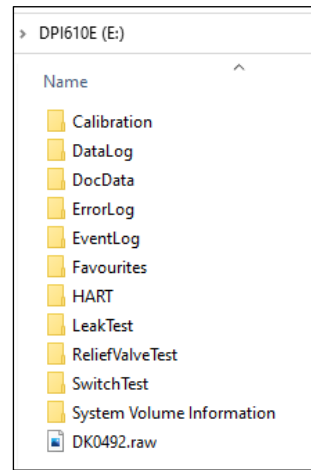 DPI610E (E:)
Name
Calibration
DataLog
DocData
ErrorLog
EventLog
Favourites
HART
LeakTest
ReliefValveTest
SwitchTest
System Volume Information
DK0492.raw